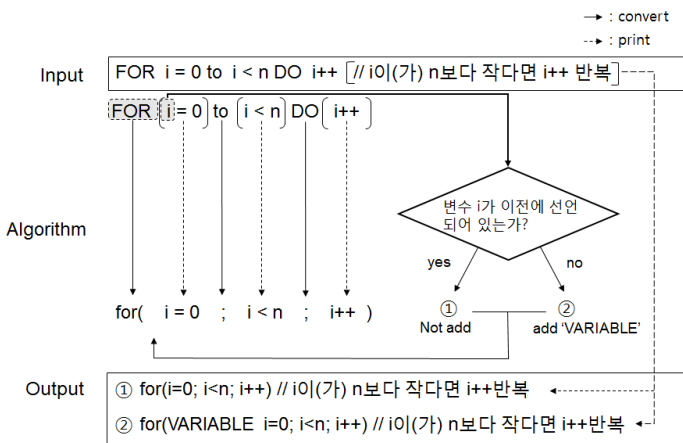 → : convert
⇢ : print
Input
FOR i = 0 to i < n DO i++ [// i이(가) n보다 작다면 i++ 반복]
FOR [i = 0] to [i < n] DO [i++]
Algorithm
변수 i가 이전에 선언
되어 있는가?
yes
no
① ②
Not add add ‘VARIABLE’
for( i = 0 ; i < n ; i++ )
Output
① for(i=0; i<n; i++) // i이(가) n보다 작다면 i++반복
② for(VARIABLE i=0; i<n; i++) // i이(가) n보다 작다면 i++반복